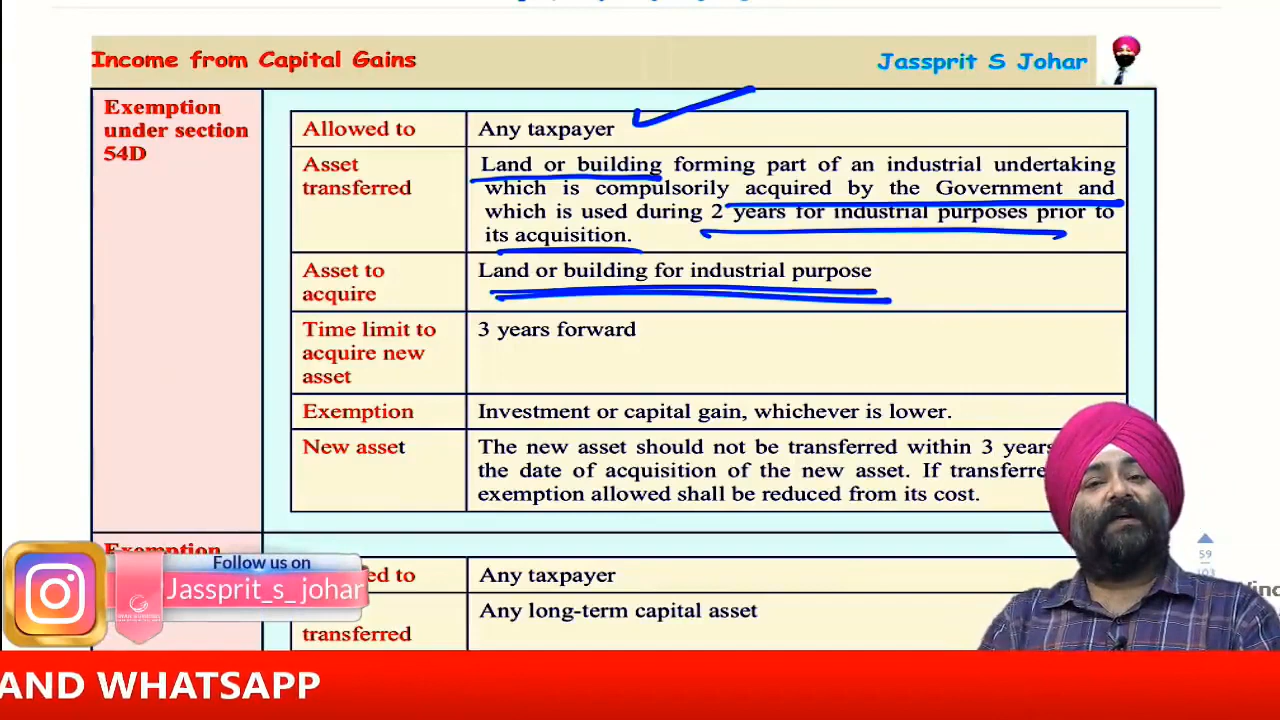 Income from Capital Gains
Jassprit S Johar
Exemption
under section
54D
Allowed to
Any taxpayer
Asset
transferred
Land or building forming part of an industrial undertaking
which is compulsorily acquired by the Government and
which is used during 2 years for industrial purposes prior to
its acquisition.
Asset to
acquire
Land or building for industrial purpose
Time limit to
acquire new
asset
3 years forward
Exemption
Investment or capital gain, whichever is lower.
New asset
The new asset should not be transferred within 3 years
the date of acquisition of the new asset. If transferre
exemption allowed shall be reduced from its cost.
Exemption
ed to
Any taxpayer
transferred
Any long-term capital asset
59
103
Follow us on
Jassprit_s_johar
AND WHATSAPP